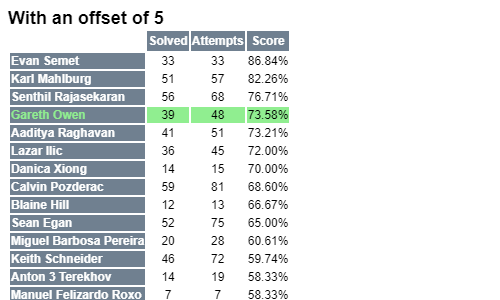 With an offset of 5
Solved Attempts Score
Evan Semet 33 33 86.84%
Karl Mahlburg 51 57 82.26%
Senthil Rajasekaran 56 68 76.71%
Gareth Owen 39 48 73.58%
Aaditya Raghavan 41 51 73.21%
Lazar Ilic 36 45 72.00%
Danica Xiong 14 15 70.00%
Calvin Pozderac 59 81 68.60%
Blaine Hill 12 13 66.67%
Sean Egan 52 75 65.00%
Miguel Barbosa Pereira 20 28 60.61%
Keith Schneider 46 72 59.74%
Anton 3 Terekhov 14 19 58.33%
Manuel Felizardo Roxo 7 7 58.33%